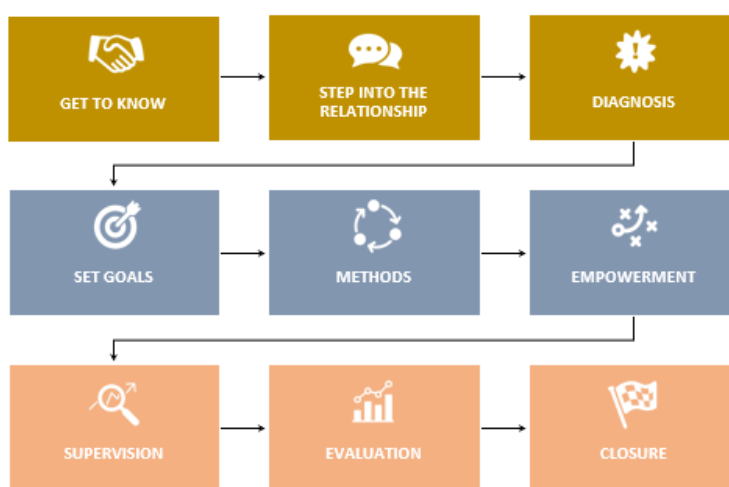 GET TO KNOW
STEP INTO THE
RELATIONSHIP
DIAGNOSIS
SET GOALS
METHODS
EMPOWERMENT
SUPERVISION
EVALUATION
CLOSURE